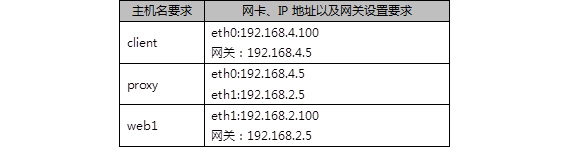 主机名要求 网卡、IP 地址以及网关设置要求
client
eth0:192.168.4.100
网关：192.168.4.5
proxy
eth0:192.168.4.5
eth1:192.168.2.5
web1
eth1:192.168.2.100
网关：192.168.2.5